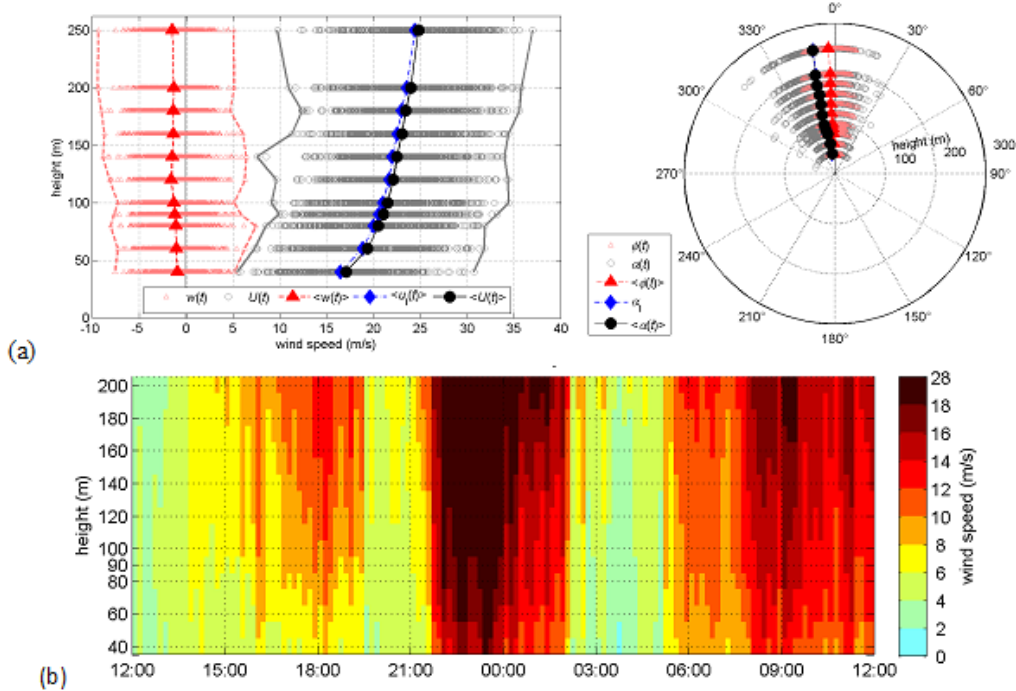 250
200
150
100
50
0
height (m)
-10 -5 0 5 10 15 20 25 30 35 40
wind speed (m/s)
w(t) U(t) <w(t)> <u_i(t)> <U(t)>
(a)
0°
30°
60°
300
90°
120°
150°
180°
210°
240°
270°
300°
330°
height (m)
100 200
φ(t)
α(t)
<φ(t)>
α_i
<α(t)>
200
180
160
140
120
100
90
80
60
40
height (m)
12:00 15:00 18:00 21:00 00:00 03:00 06:00 09:00 12:00
28
18
16
14
12
10
8
6
4
2
0
wind speed (m/s)
(b)